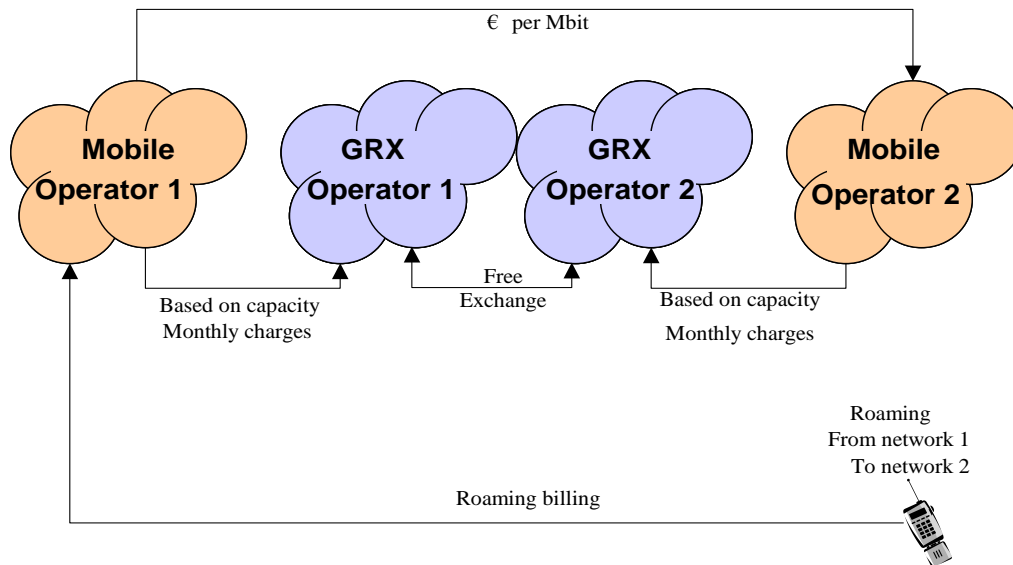 € per Mbit
Mobile
Operator 1
GRX
Operator 1
GRX
Operator 2
Mobile
Operator 2
Based on capacity
Monthly charges
Free
Exchange
Based on capacity
Monthly charges
Roaming
From network 1
To network 2
Roaming billing